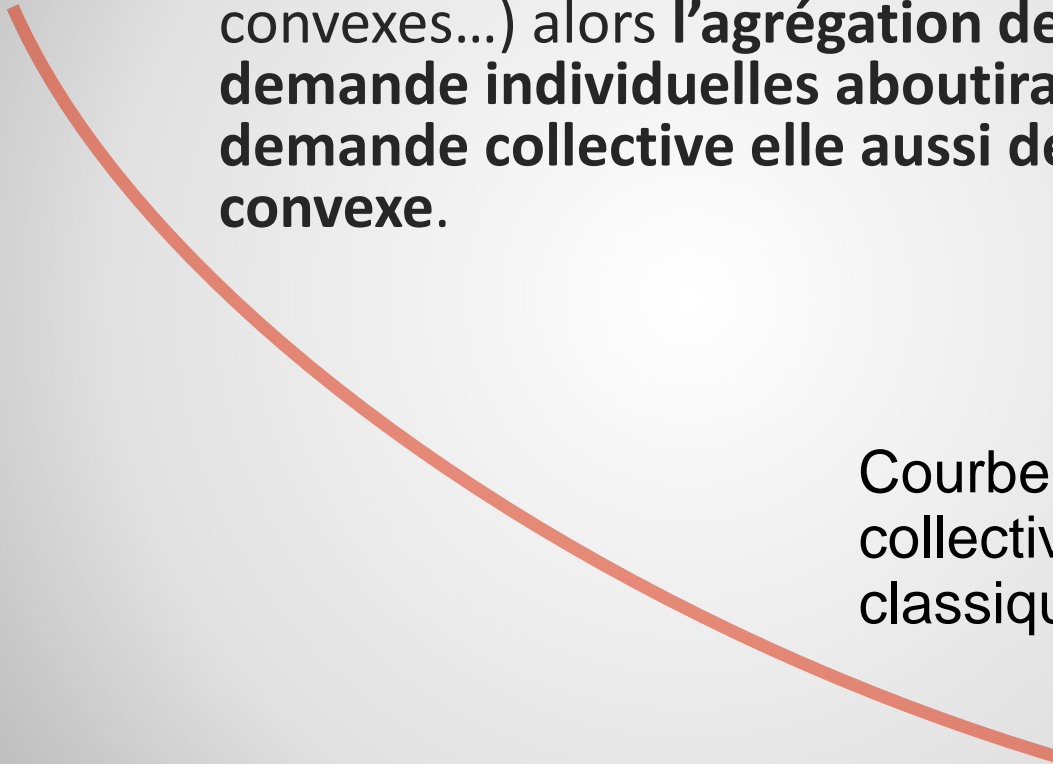 convexes…) alors l’agrégation de
demande individuelles aboutira
demande collective elle aussi de
convexe.
Courbe
collectiv
classiqu